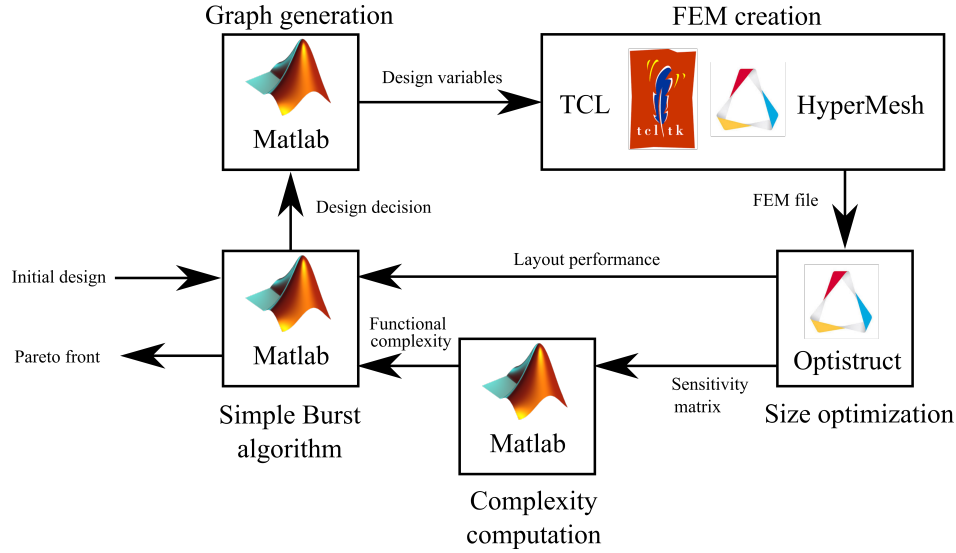 Graph generation
FEM creation
Matlab
Design variables
TCL
tcl tk
HyperMesh
Design decision
FEM file
Initial design
Layout performance
Pareto front
Matlab
Functional
complexity
Optistruct
Simple Burst
algorithm
Matlab
Sensitivity
matrix
Size optimization
Complexity
computation